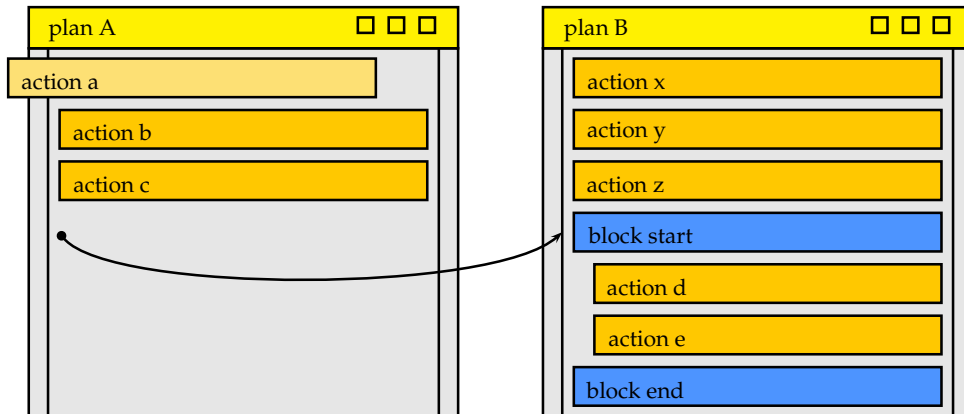 plan A
action a
action b
action c
plan B
action x
action y
action z
block start
action d
action e
block end